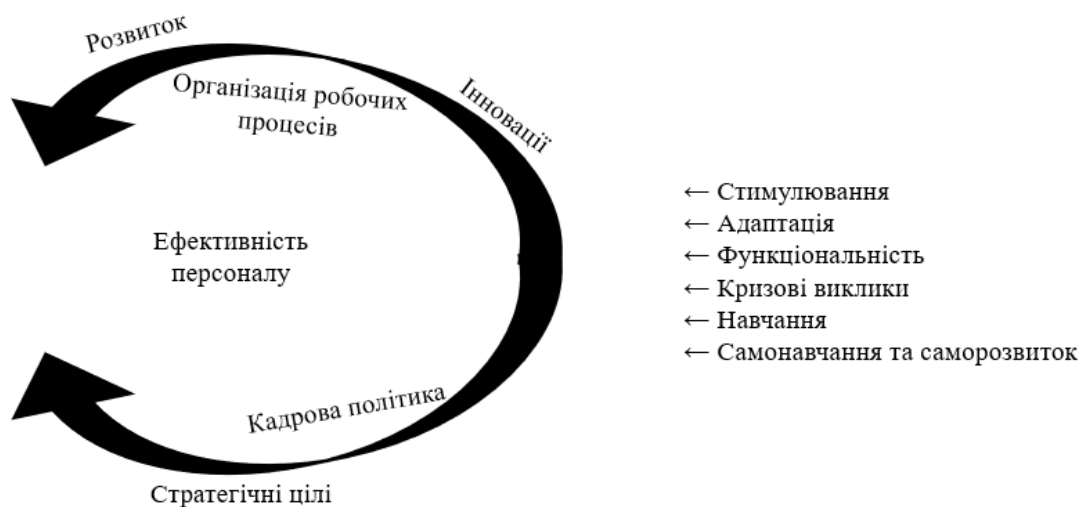 Розвиток
Організація робочих
процесів
Інновації
Ефективність
персоналу
Кадрова політика
Стратегічні цілі
← Стимулювання
← Адаптація
← Функціональність
← Кризові виклики
← Навчання
← Самонавчання та саморозвиток